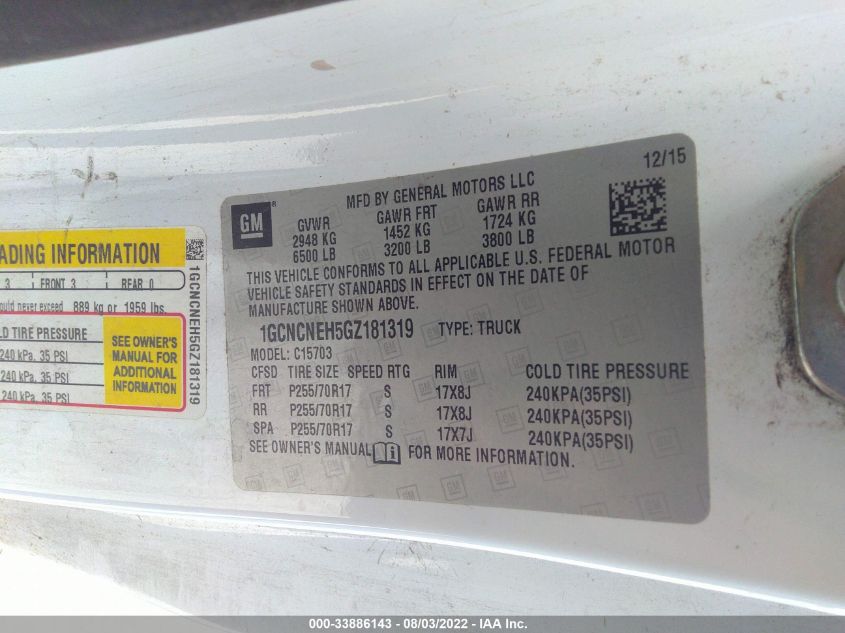 12/15
MFD BY GENERAL MOTORS LLC
GM ®
GVWR GAWR FRT GAWR RR
2948 KG 1452 KG 1724 KG
6500 LB 3200 LB 3800 LB
THIS VEHICLE CONFORMS TO ALL APPLICABLE U.S. FEDERAL MOTOR
VEHICLE SAFETY STANDARDS IN EFFECT ON THE DATE OF
MANUFACTURE SHOWN ABOVE.
1GCNCNEH5GZ181319 TYPE: TRUCK
MODEL: C15703
CFSD TIRE SIZE SPEED RTG RIM COLD TIRE PRESSURE
FRT P255/70R17 S 17X8J 240KPA(35PSI)
RR P255/70R17 S 17X8J 240KPA(35PSI)
SPA P255/70R17 S 17X7J 240KPA(35PSI)
SEE OWNER'S MANUAL FOR MORE INFORMATION.
ADING INFORMATION
3 FRONT 3 REAR 0
ould never exceed 889 kg or 1959 lbs.
OLD TIRE PRESSURE
240 kPa, 35 PSI
240 kPa, 35 PSI
240 kPa, 35 PSI
SEE OWNER'S
MANUAL FOR
ADDITIONAL
INFORMATION
1GCNCNEH5GZ181319
000-33886143 - 08/03/2022 - IAA Inc.